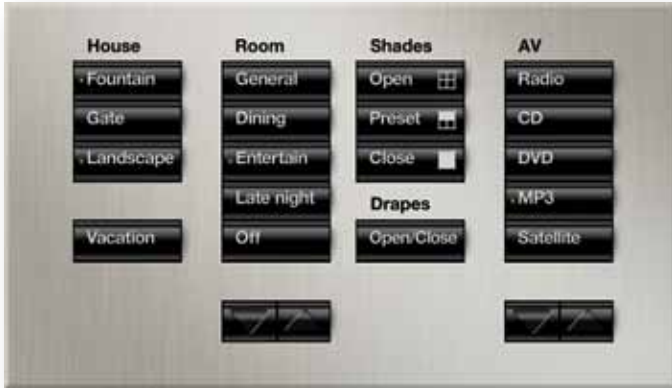 House
Fountain
Gate
Landscape
Vacation
Room
General
Dining
Entertain
Late night
Off
Shades
Open
Preset
Close
Drapes
Open/Close
AV
Radio
CD
DVD
MP3
Satellite